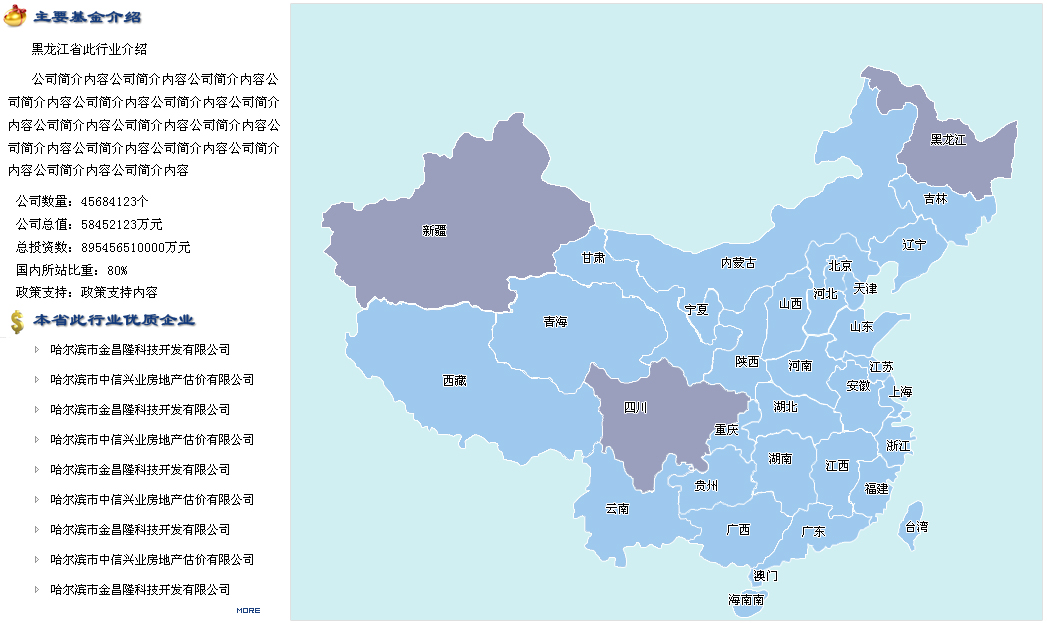 主要基金介绍
黑龙江省此行业介绍
公司简介内容公司简介内容公司简介内容公
司简介内容公司简介内容公司简介内容公司简介
内容公司简介内容公司简介内容公司简介内容公
司简介内容公司简介内容公司简介内容公司简介
内容公司简介内容公司简介内容
公司数量：45684123个
公司总值：58452123万元
总投资数：895456510000万元
国内所站比重：80%
政策支持：政策支持内容
本省此行业优质企业
哈尔滨市金昌隆科技开发有限公司
哈尔滨市中信兴业房地产估价有限公司
哈尔滨市金昌隆科技开发有限公司
哈尔滨市中信兴业房地产估价有限公司
哈尔滨市金昌隆科技开发有限公司
哈尔滨市中信兴业房地产估价有限公司
哈尔滨市金昌隆科技开发有限公司
哈尔滨市中信兴业房地产估价有限公司
哈尔滨市金昌隆科技开发有限公司
MORE
黑龙江
吉林
辽宁
新疆
甘肃
内蒙古
北京
天津
河北
山西
宁夏
青海
山东
陕西
河南
江苏
西藏
安徽
上海
四川
湖北
重庆
浙江
湖南
江西
贵州
福建
云南
广西
广东
台湾
澳门
海南南